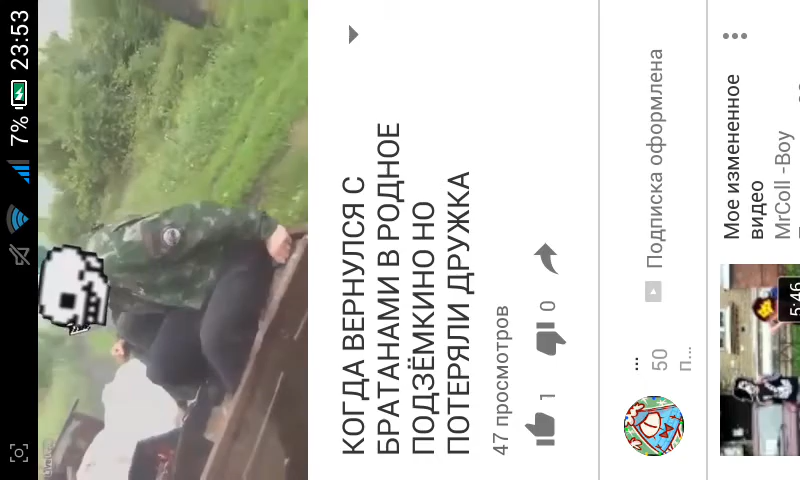 7% 23:53
КОГДА ВЕРНУЛСЯ С
БРАТАНАМИ В РОДНОЕ
ПОДЗЁМКИНО НО
ПОТЕРЯЛИ ДРУЖКА
47 просмотров
1 0
...
50
п...
Подписка оформлена
Мое измененное
видео
MrColl -Boy
5:46